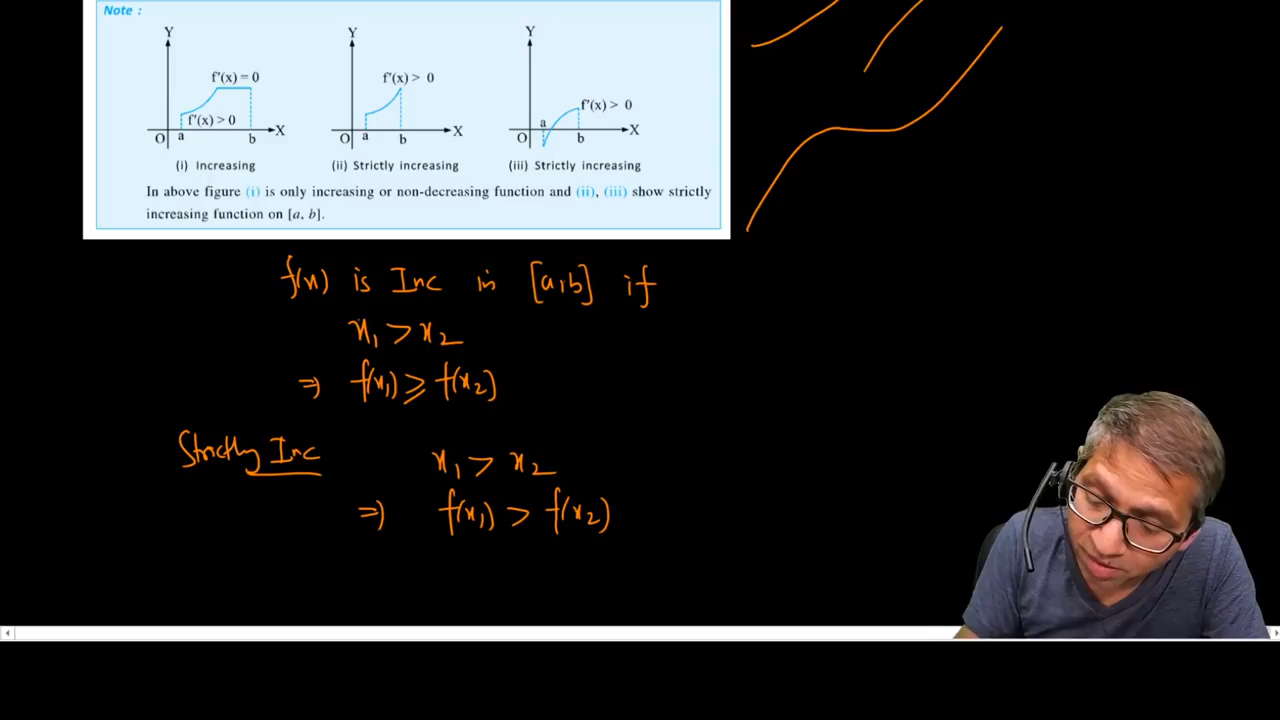 Note :
Y Y Y
f'(x) = 0 f'(x) > 0 f'(x) > 0
f'(x) > 0 a
O a b X O a b X O b X
(i) Increasing (ii) Strictly increasing (iii) Strictly increasing
In above figure (i) is only increasing or non-decreasing function and (ii), (iii) show strictly
increasing function on [a, b].
f(x) is Inc in [a,b] if
x₁ > x₂
⇒ f(x₁) ⩾ f(x₂)
Strictly Inc x₁ > x₂
⇒ f(x₁) > f(x₂)